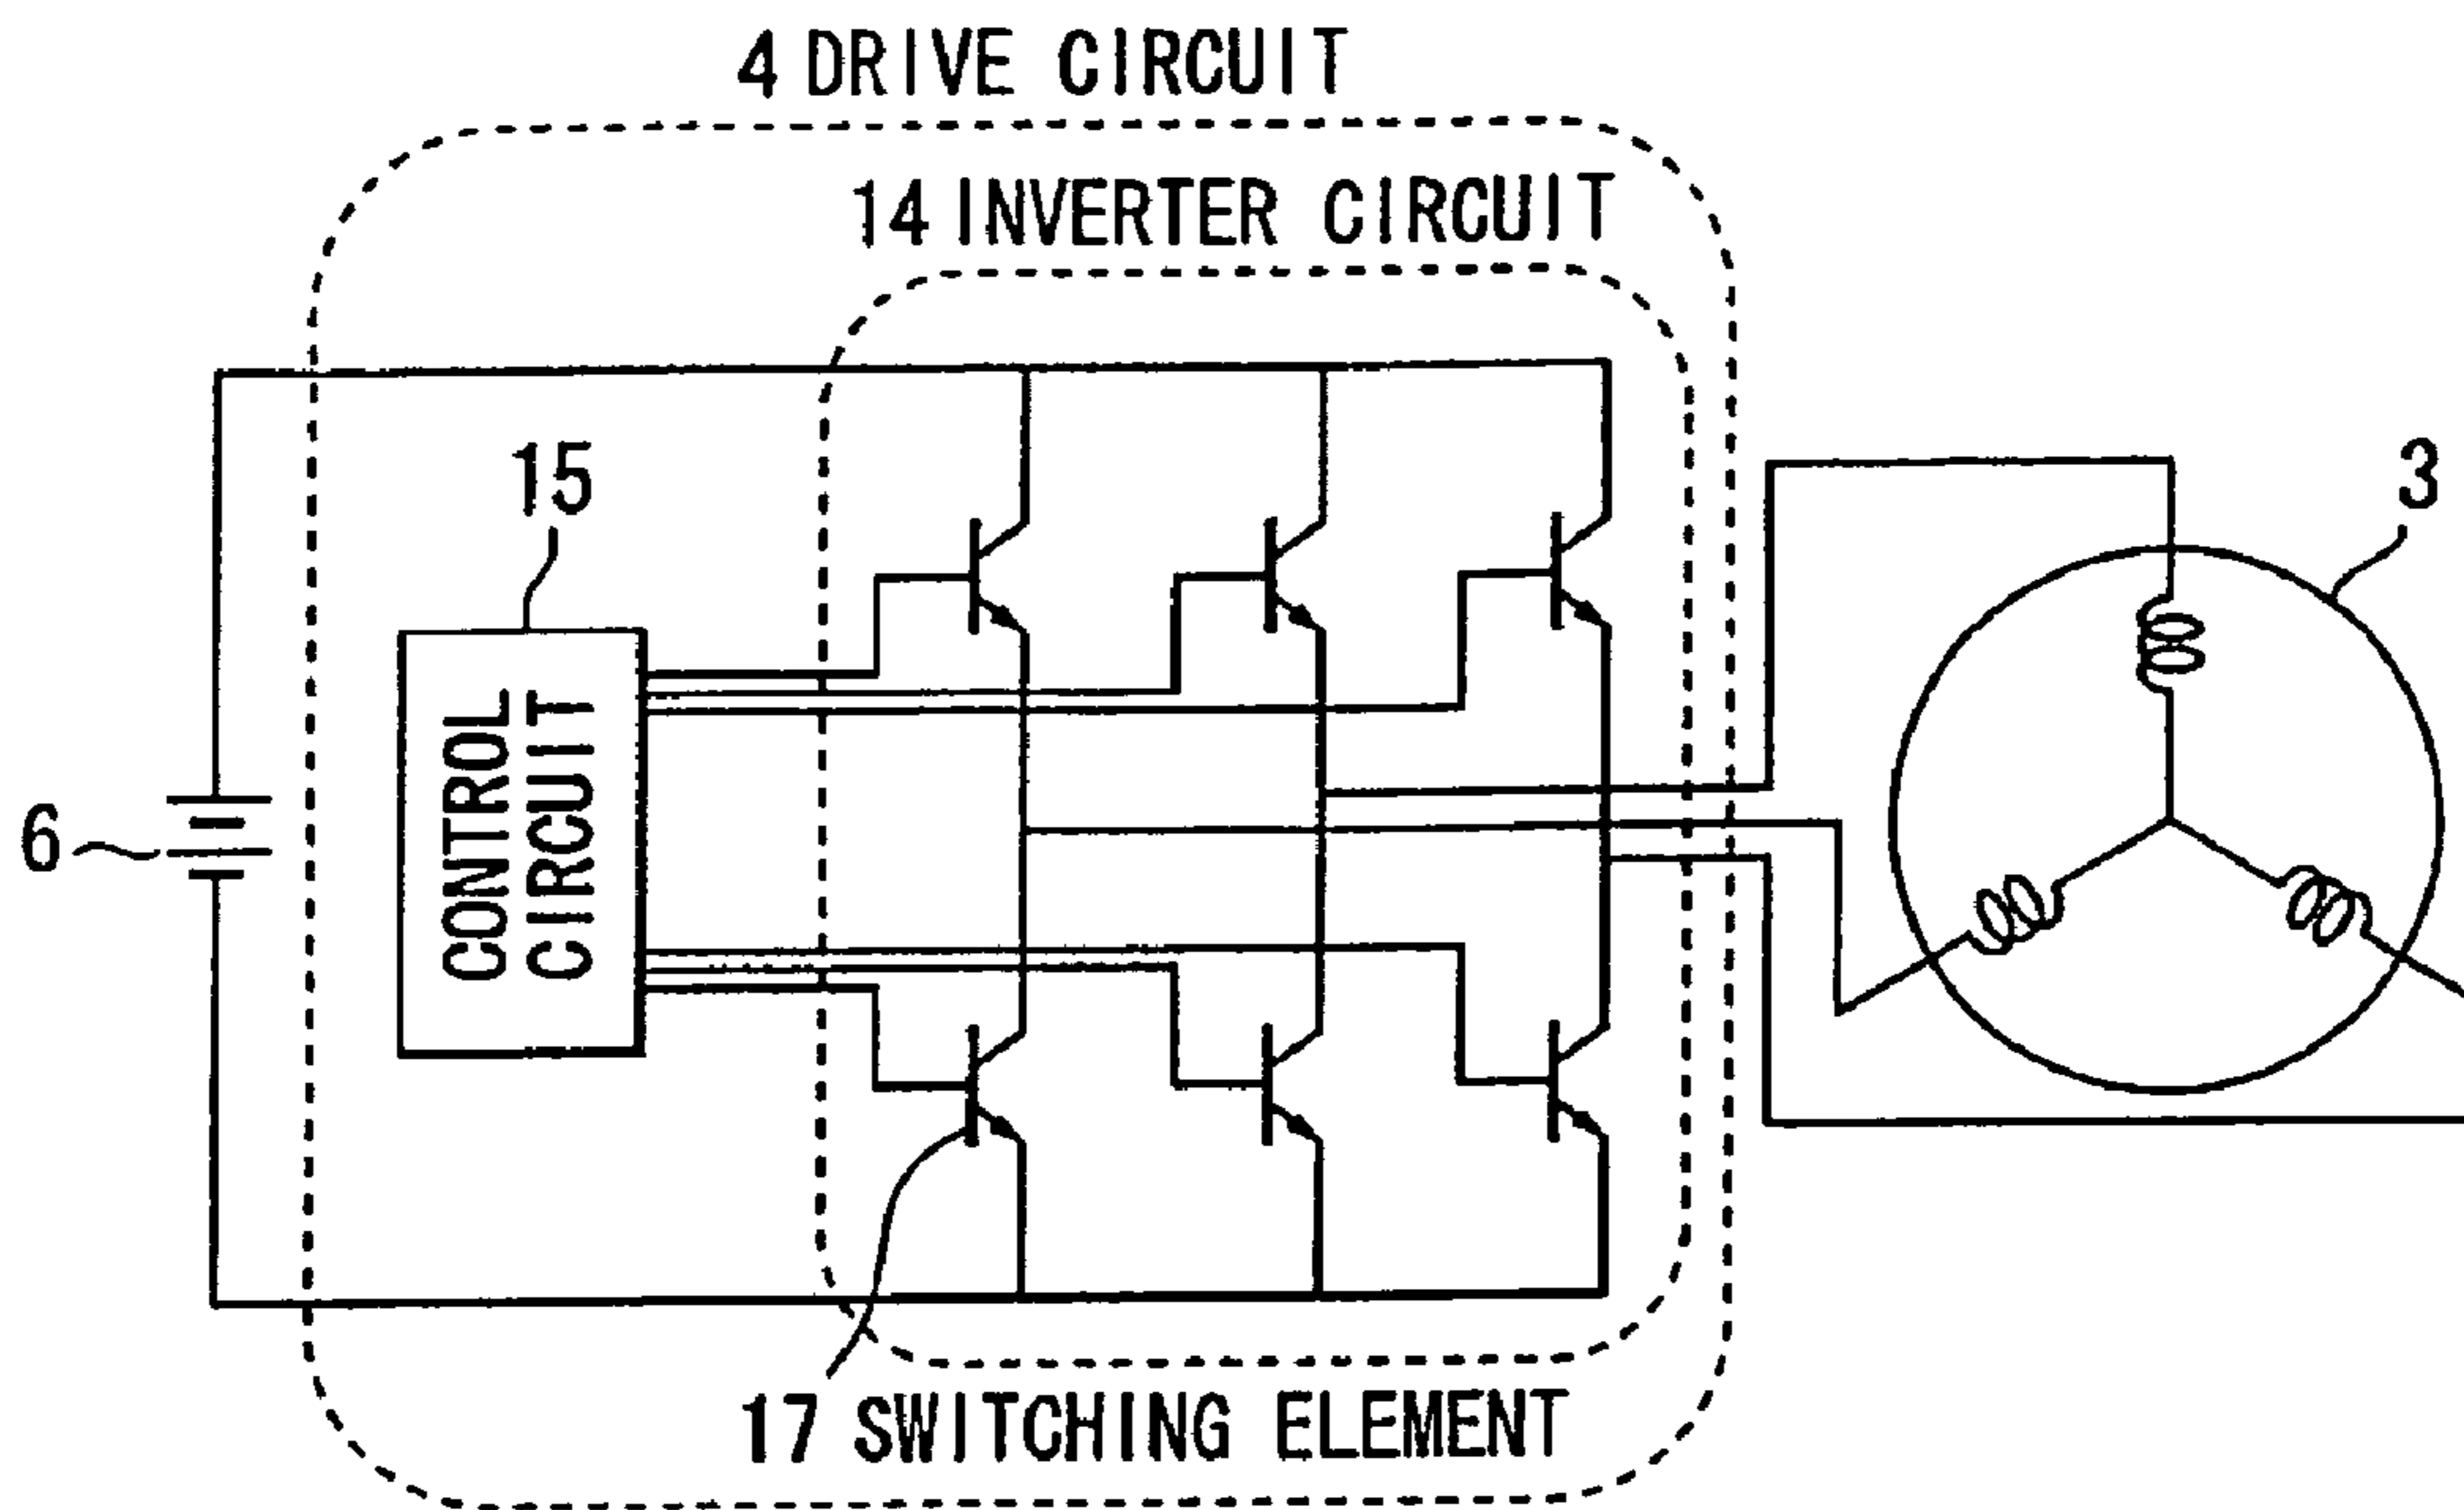 4 DRIVE CIRCUIT
14 INVERTER CIRCUIT
15
3
CONTROL
CIRCUIT
6
17 SWITCHING ELEMENT